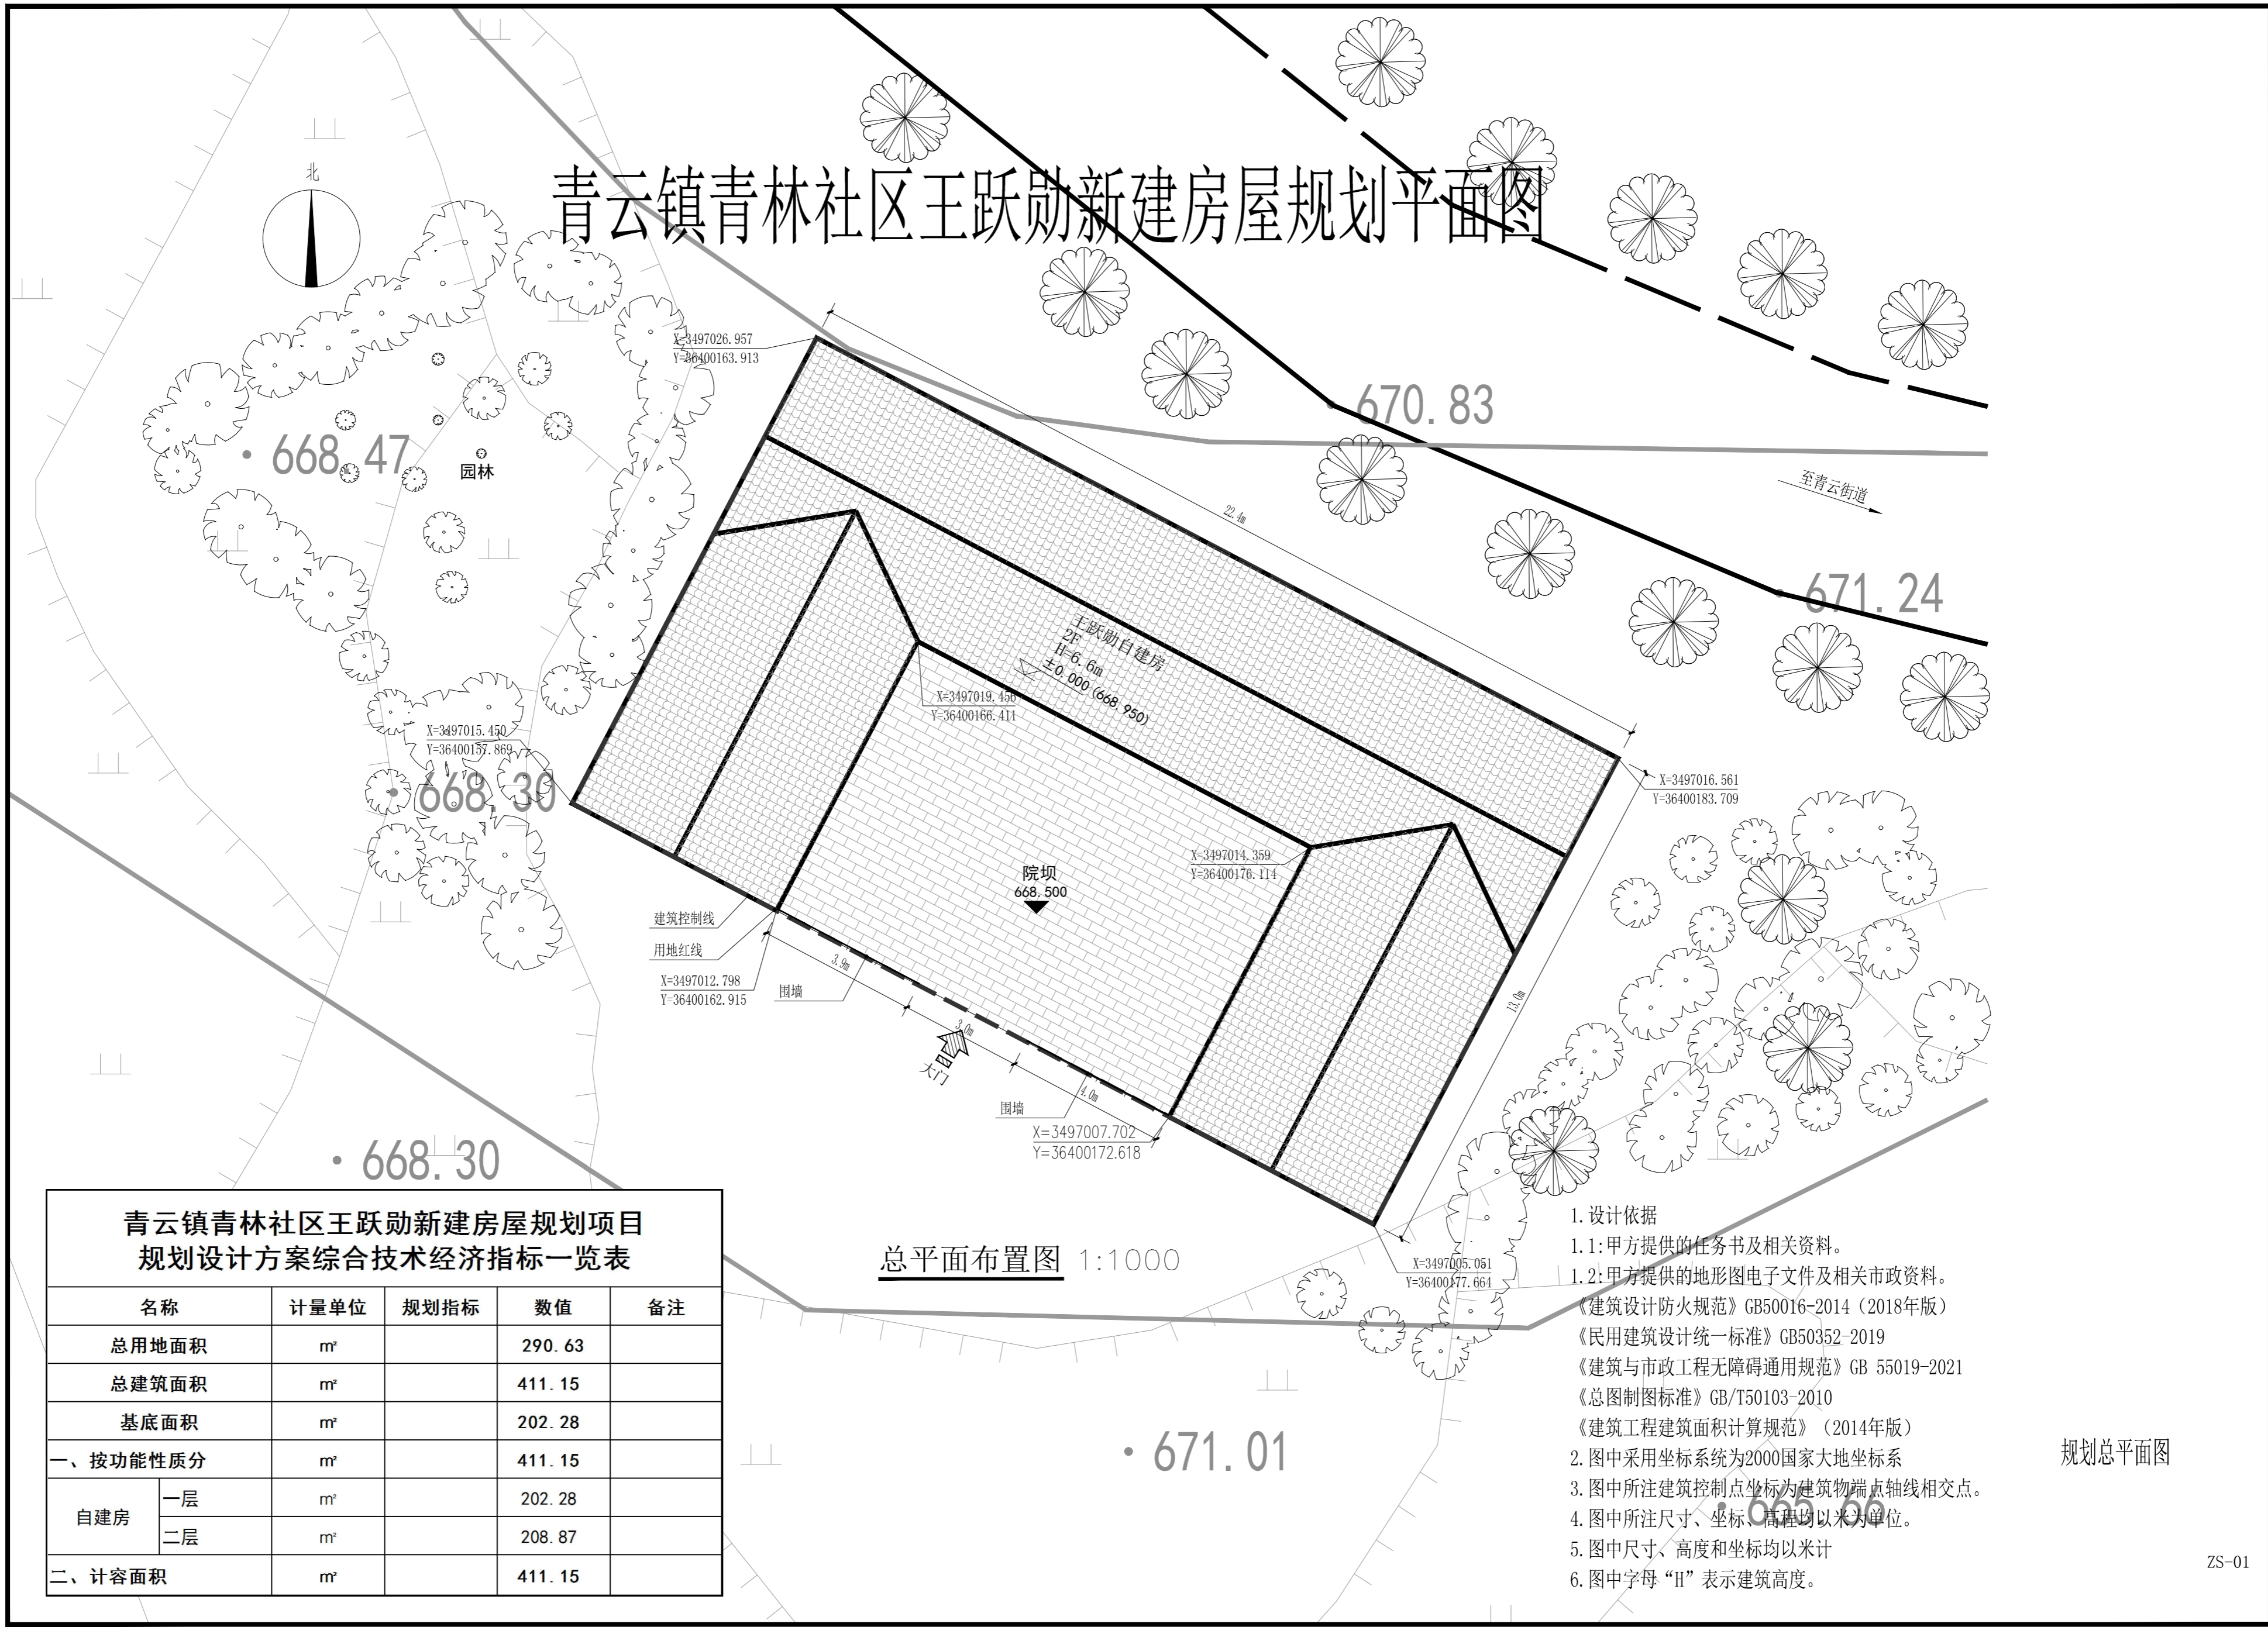 北
青云镇青林社区王跃勋新建房屋规划平面图
X=3497026.957
Y=36400163.913
670.83
668.47
园林
至青云街道
22.4m
671.24
王跃勋自建房
2F
H=6.6m
±0.000(668.950)
X=3497019.456
Y=36400166.411
X=3497015.450
Y=36400157.869
668.30
X=3497016.561
Y=36400183.709
X=3497014.359
Y=36400176.114
院坝
668.500
建筑控制线
用地红线
X=3497012.798
Y=36400162.915
围墙
3.9m
3.0m
4.0m
13.0m
大门
围墙
X=3497007.702
Y=36400172.618
668.30
X=3497005.051
Y=36400177.664
总平面布置图 1:1000
青云镇青林社区王跃勋新建房屋规划项目
规划设计方案综合技术经济指标一览表
名称 计量单位 规划指标 数值 备注
总用地面积 m² 290.63
总建筑面积 m² 411.15
基底面积 m² 202.28
一、按功能性质分 m² 411.15
自建房
一层 m² 202.28
二层 m² 208.87
二、计容面积 m² 411.15
671.01
665.66
1.设计依据
1.1:甲方提供的任务书及相关资料。
1.2:甲方提供的地形图电子文件及相关市政资料。
《建筑设计防火规范》GB50016-2014（2018年版）
《民用建筑设计统一标准》GB50352-2019
《建筑与市政工程无障碍通用规范》GB 55019-2021
《总图制图标准》GB/T50103-2010
《建筑工程建筑面积计算规范》（2014年版）
2.图中采用坐标系统为2000国家大地坐标系
3.图中所注建筑控制点坐标为建筑物端点轴线相交点。
4.图中所注尺寸、坐标、高程均以米为单位。
5.图中尺寸、高度和坐标均以米计
6.图中字母“H”表示建筑高度。
规划总平面图
ZS-01